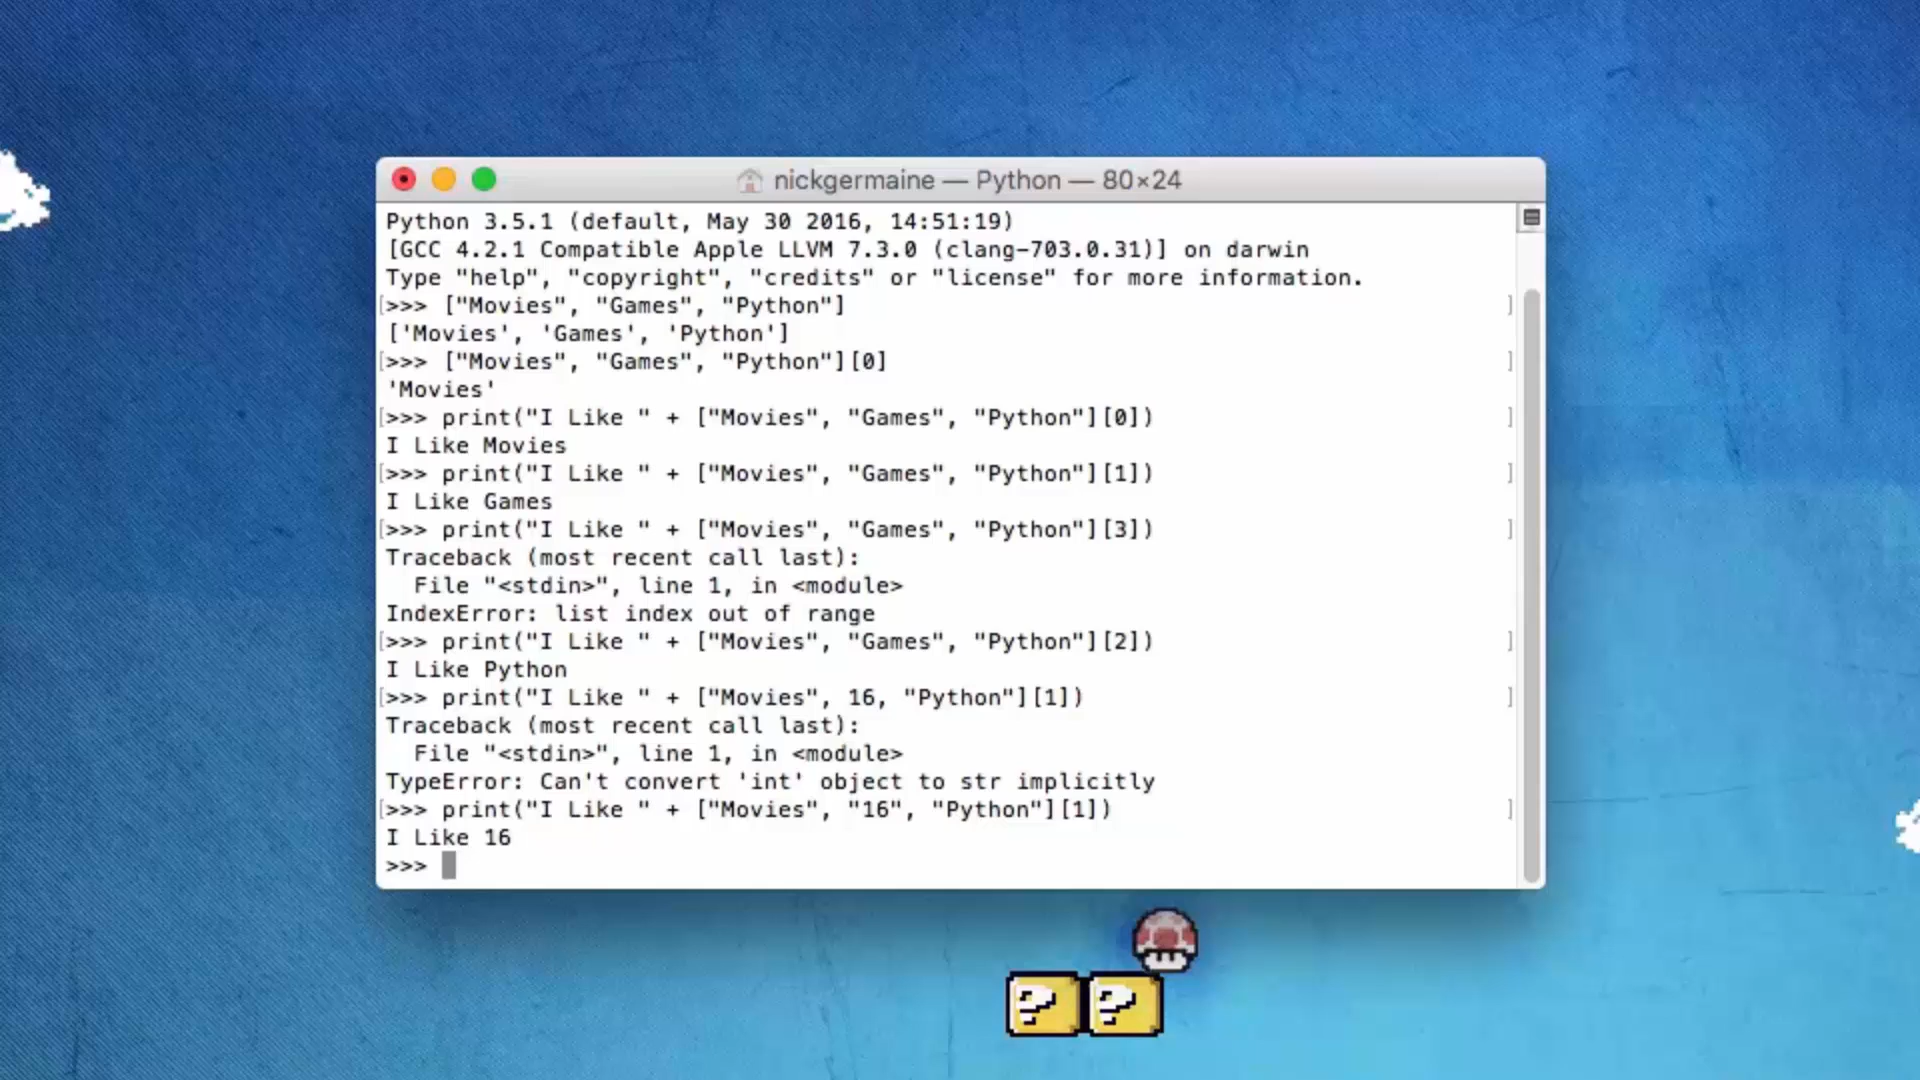 nickgermaine — Python — 80×24
Python 3.5.1 (default, May 30 2016, 14:51:19)
[GCC 4.2.1 Compatible Apple LLVM 7.3.0 (clang-703.0.31)] on darwin
Type "help", "copyright", "credits" or "license" for more information.
[>>> ["Movies", "Games", "Python"] ]
['Movies', 'Games', 'Python']
[>>> ["Movies", "Games", "Python"][0] ]
'Movies'
[>>> print("I Like " + ["Movies", "Games", "Python"][0]) ]
I Like Movies
[>>> print("I Like " + ["Movies", "Games", "Python"][1]) ]
I Like Games
[>>> print("I Like " + ["Movies", "Games", "Python"][3]) ]
Traceback (most recent call last):
  File "<stdin>", line 1, in <module>
IndexError: list index out of range
[>>> print("I Like " + ["Movies", "Games", "Python"][2]) ]
I Like Python
[>>> print("I Like " + ["Movies", 16, "Python"][1]) ]
Traceback (most recent call last):
  File "<stdin>", line 1, in <module>
TypeError: Can't convert 'int' object to str implicitly
[>>> print("I Like " + ["Movies", "16", "Python"][1]) ]
I Like 16
>>>
? ?